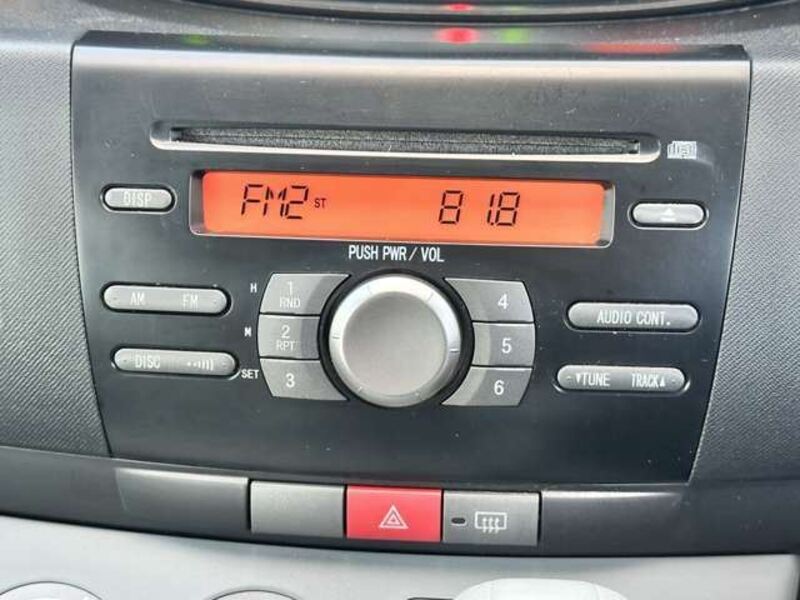 DISP
FM2 ST 81.8
PUSH PWR/VOL
AM FM
H
1
RND
4
AUDIO CONT.
M
2
RPT
5
DISC
SET
3
6
▼TUNE TRACK▲